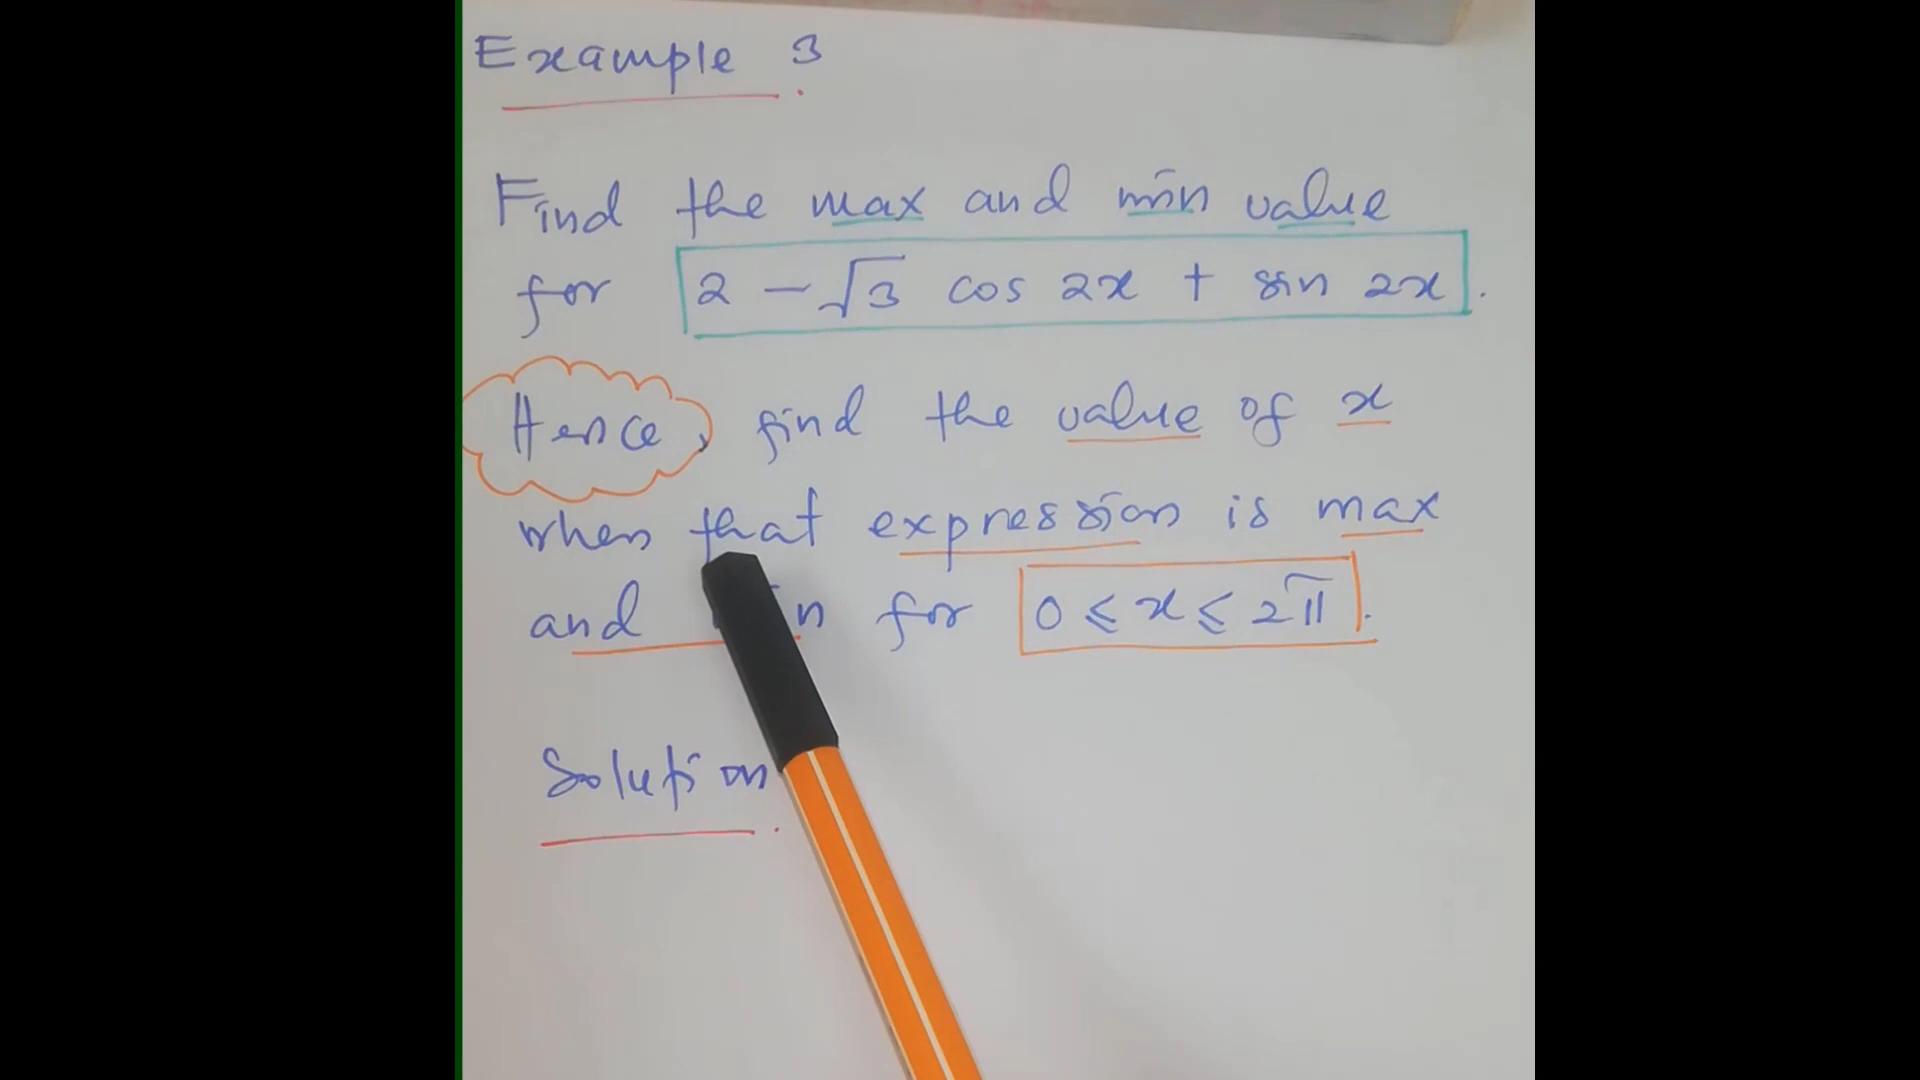 Example 3
Find the max and min value
for 2 - √3 cos 2x + sin 2x.
Hence, find the value of x
when that expression is max
and for 0 ≤ x ≤ 2π.
Solution